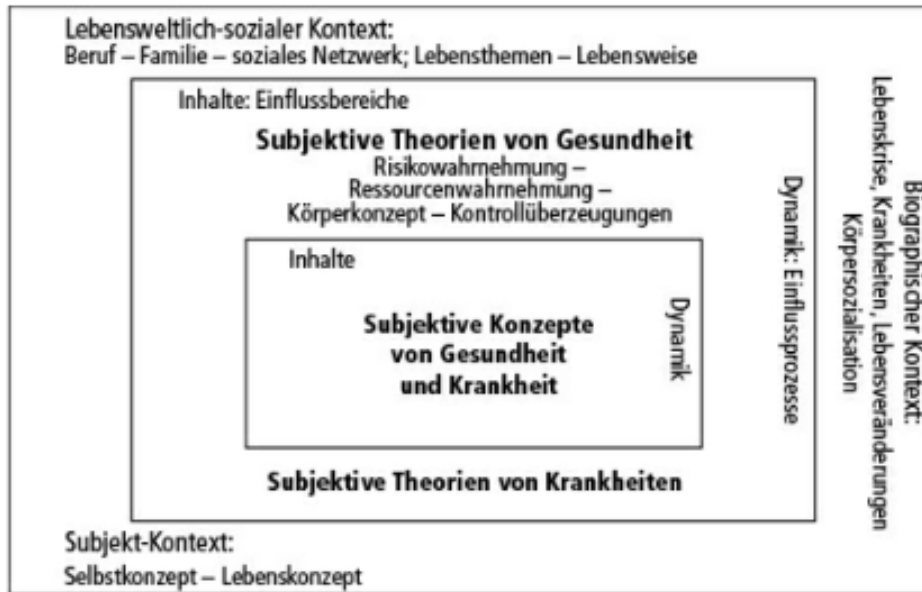 Lebensweltlich-sozialer Kontext:
Beruf – Familie – soziales Netzwerk; Lebensthemen – Lebensweise
Inhalte: Einflussbereiche
Subjektive Theorien von Gesundheit
Risikowahrnehmung –
Ressourcenwahrnehmung –
Körperkonzept – Kontrollüberzeugungen
Inhalte
Subjektive Konzepte
von Gesundheit
und Krankheit
Dynamik
Subjektive Theorien von Krankheiten
Dynamik: Einflussprozesse
Biographischer Kontext:
Lebenskrise, Krankheiten, Lebensveränderungen
Körpersozialisation
Subjekt-Kontext:
Selbstkonzept – Lebenskonzept